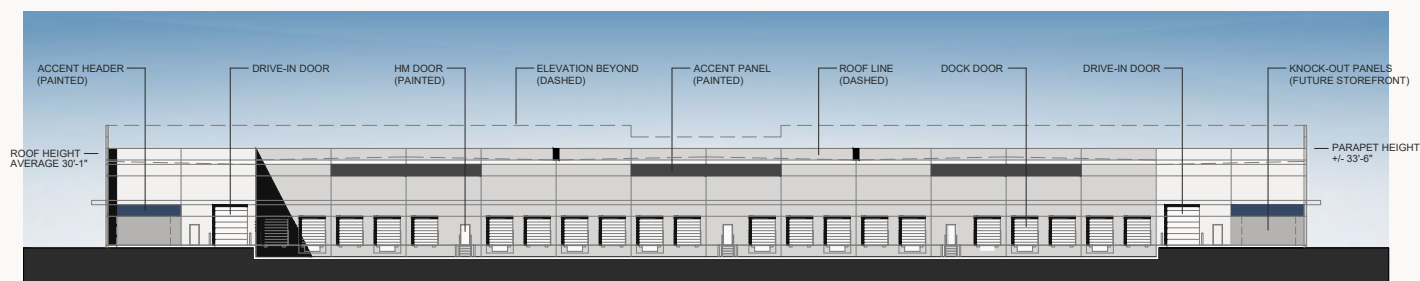 ACCENT HEADER
(PAINTED)
DRIVE-IN DOOR
HM DOOR
(PAINTED)
ELEVATION BEYOND
(DASHED)
ACCENT PANEL
(PAINTED)
ROOF LINE
(DASHED)
DOCK DOOR
DRIVE-IN DOOR
KNOCK-OUT PANELS
(FUTURE STOREFRONT)
ROOF HEIGHT
AVERAGE 30'-1"
PARAPET HEIGHT
+/- 33'-6"